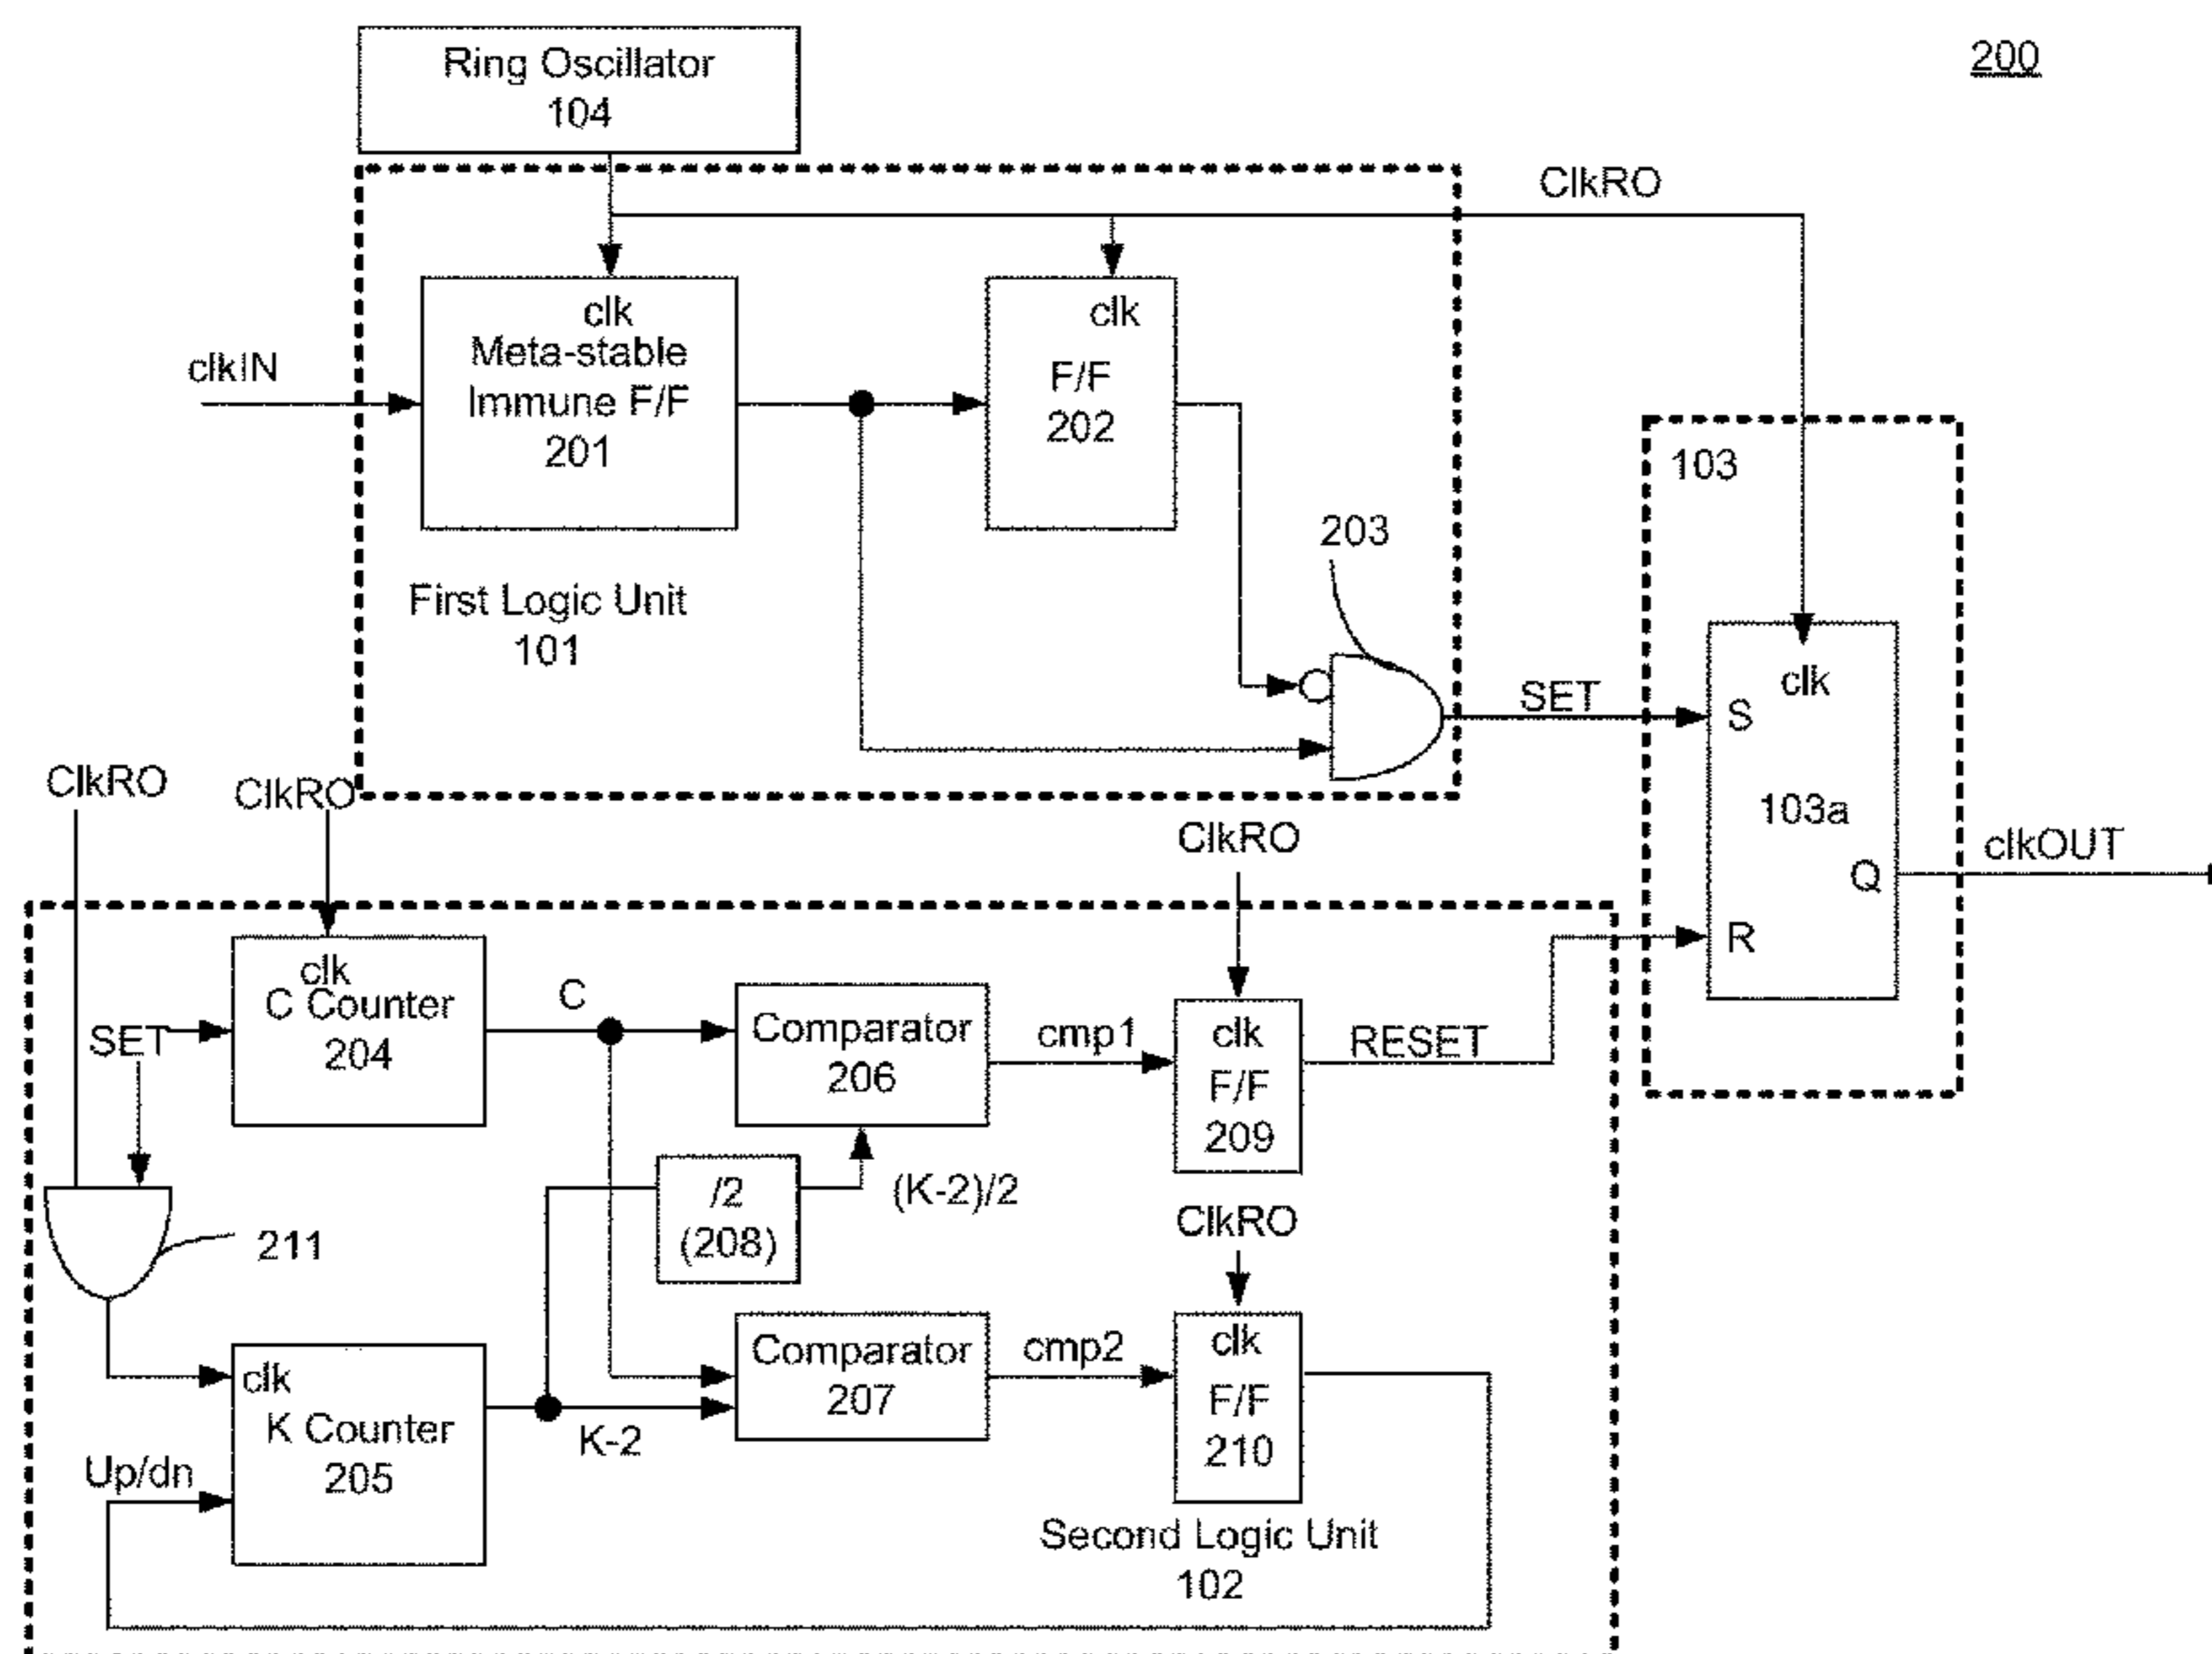 Ring Oscillator
104
200
ClkRO
clk
Meta-stable
Immune F/F
201
clk
F/F
202
clkIN
First Logic Unit
101
203
SET
103
clk
S
103a
Q
R
clkOUT
ClkRO
ClkRO
ClkRO
clk
C Counter
204
SET
C
Comparator
206
cmp1
clk
F/F
209
RESET
/2
(208)
(K-2)/2
ClkRO
211
clk
K Counter
205
Up/dn
K-2
Comparator
207
cmp2
clk
F/F
210
Second Logic Unit
102